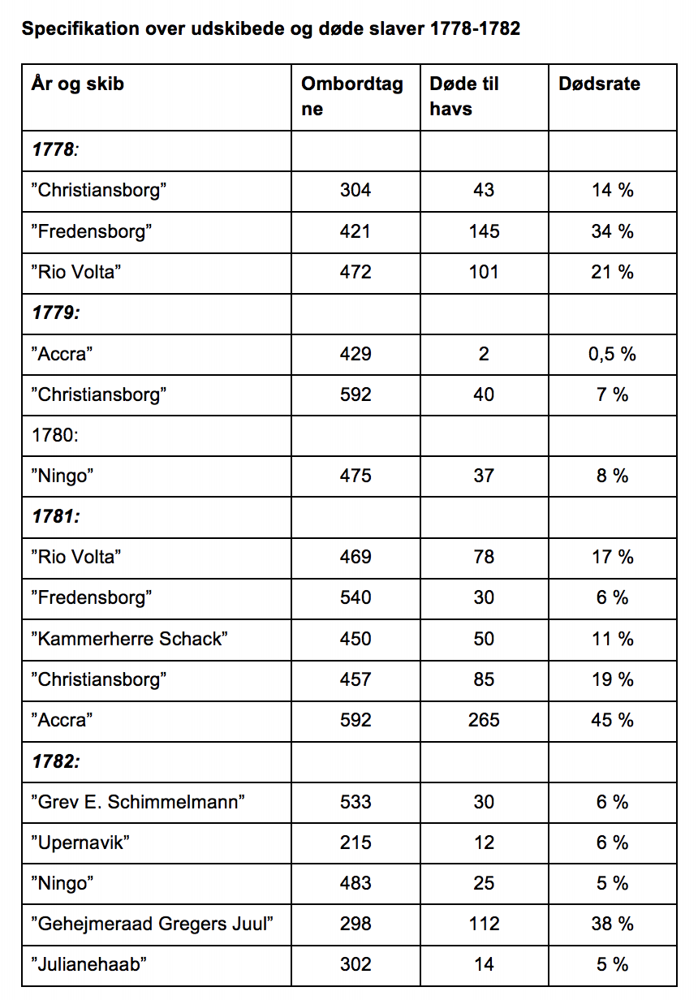 Specifikation over udskibede og døde slaver 1778-1782
År og skib Ombordtag
ne Døde til
havs Dødsrate
1778:
”Christiansborg” 304 43 14 %
”Fredensborg” 421 145 34 %
”Rio Volta” 472 101 21 %
1779:
”Accra” 429 2 0,5 %
”Christiansborg” 592 40 7 %
1780:
”Ningo” 475 37 8 %
1781:
”Rio Volta” 469 78 17 %
”Fredensborg” 540 30 6 %
”Kammerherre Schack” 450 50 11 %
”Christiansborg” 457 85 19 %
”Accra” 592 265 45 %
1782:
”Grev E. Schimmelmann” 533 30 6 %
”Upernavik” 215 12 6 %
”Ningo” 483 25 5 %
”Gehejmeraad Gregers Juul” 298 112 38 %
”Julianehaab” 302 14 5 %